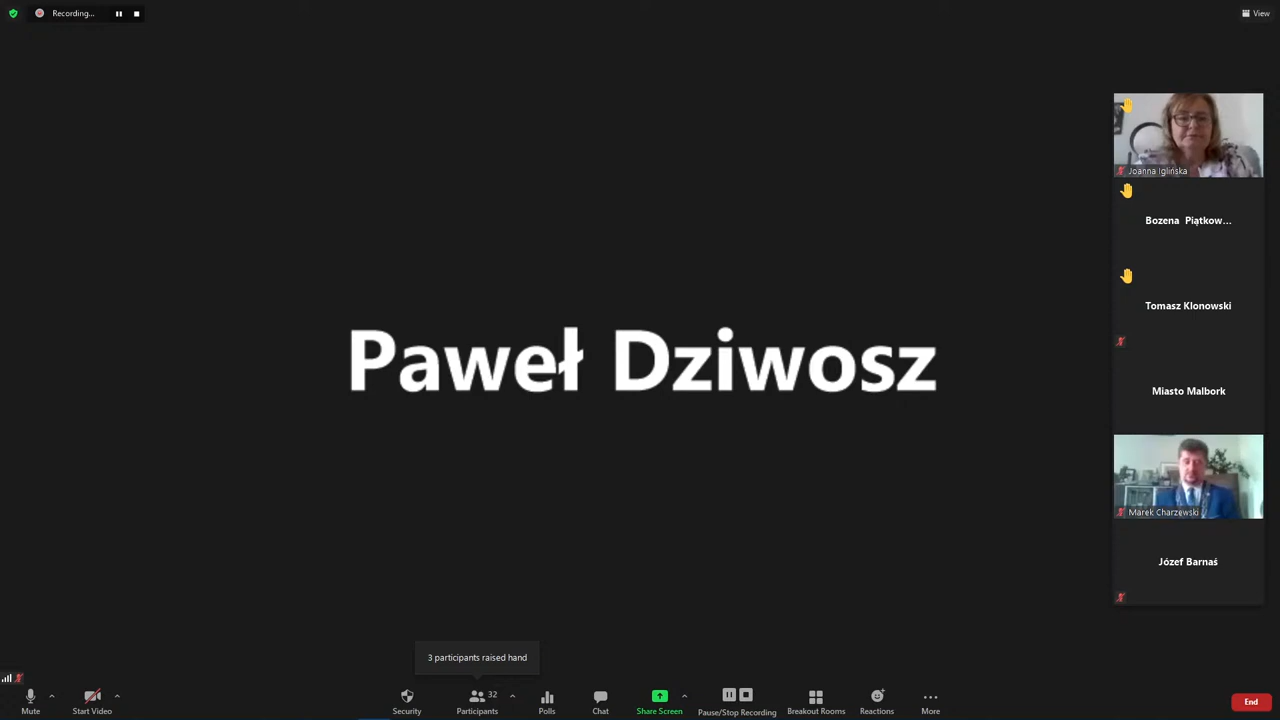 Recording...
View
Joanna Iglińska
Bozena Piątkow...
Tomasz Klonowski
Paweł Dziwosz
Miasto Malbork
Marek Charzewski
Józef Barnaś
3 participants raised hand
Mute
Start Video
Security
Participants
32
Polls
Chat
Share Screen
Pause/Stop Recording
Breakout Rooms
Reactions
More
End